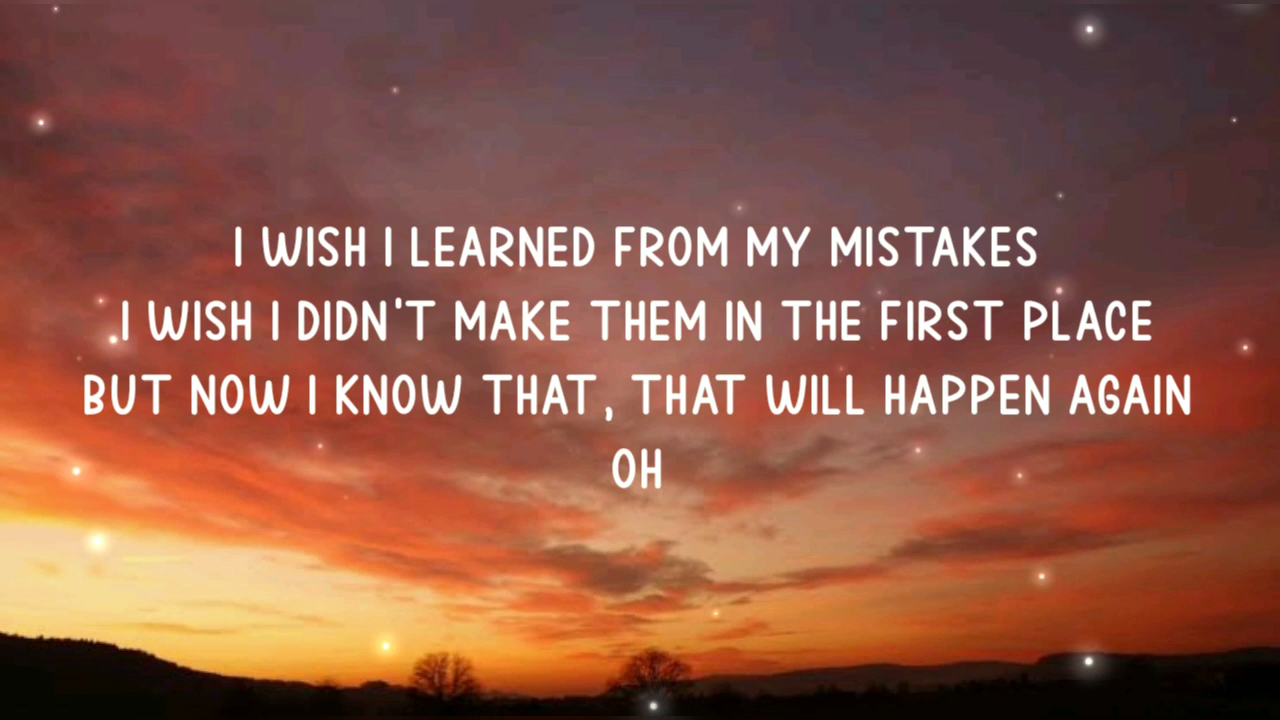 I WISH I LEARNED FROM MY MISTAKES
I WISH I DIDN'T MAKE THEM IN THE FIRST PLACE
BUT NOW I KNOW THAT, THAT WILL HAPPEN AGAIN
OH